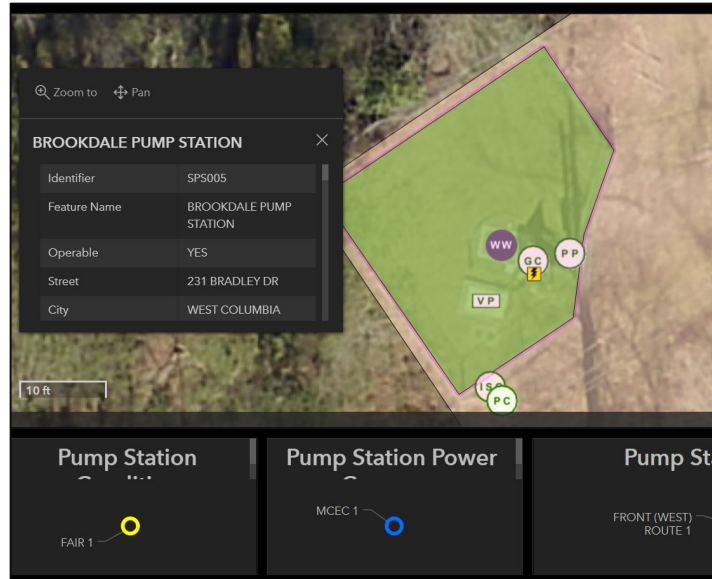 Zoom to Pan
BROOKDALE PUMP STATION
Identifier SPS005
Feature Name BROOKDALE PUMP
STATION
Operable YES
Street 231 BRADLEY DR
City WEST COLUMBIA
WW
GC
PP
VP
ISO
PC
10 ft
Pump Station
FAIR 1
Pump Station Power
MCEC 1
Pump Sta
FRONT (WEST)
ROUTE 1